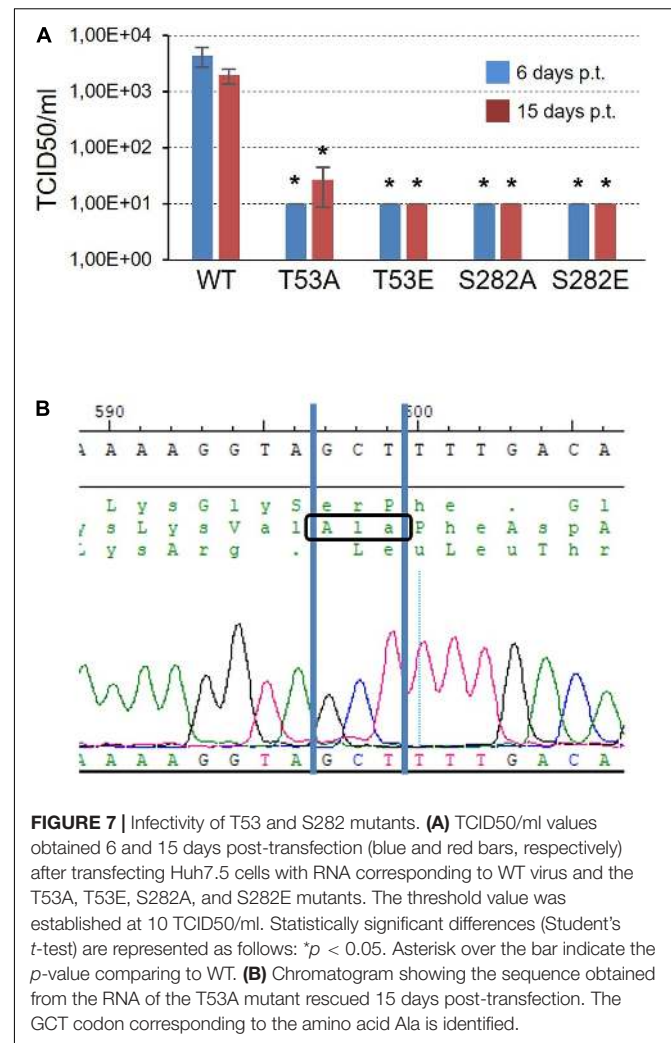 A
1,00E+04
1,00E+03
1,00E+02
1,00E+01
1,00E+00
TCID50/ml
6 days p.t.
15 days p.t.
*
*
* *
* *
* *
WT T53A T53E S282A S282E
B
590 600
A A A A G G T A G C T T T T G A C A
L y s G l y S e r P h e . G l
y s L y s V a l A l a P h e A s p A
L y s A r g . L e u L e u T h r
A A A A G G T A G C T T T T G A C A
FIGURE 7 | Infectivity of T53 and S282 mutants. (A) TCID50/ml values
obtained 6 and 15 days post-transfection (blue and red bars, respectively)
after transfecting Huh7.5 cells with RNA corresponding to WT virus and the
T53A, T53E, S282A, and S282E mutants. The threshold value was
established at 10 TCID50/ml. Statistically significant differences (Student's
t-test) are represented as follows: *p < 0.05. Asterisk over the bar indicate the
p-value comparing to WT. (B) Chromatogram showing the sequence obtained
from the RNA of the T53A mutant rescued 15 days post-transfection. The
GCT codon corresponding to the amino acid Ala is identified.